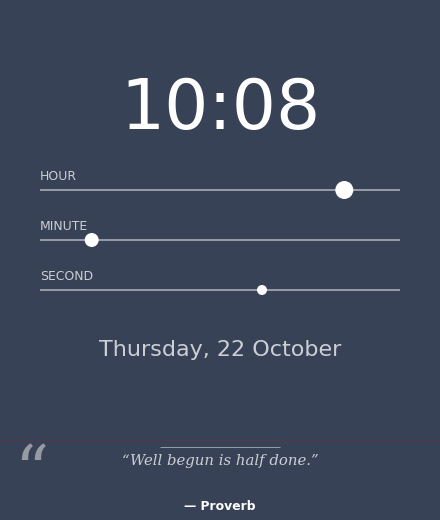 10:08
HOUR
MINUTE
SECOND
Thursday, 22 October
“
“Well begun is half done.”
— Proverb